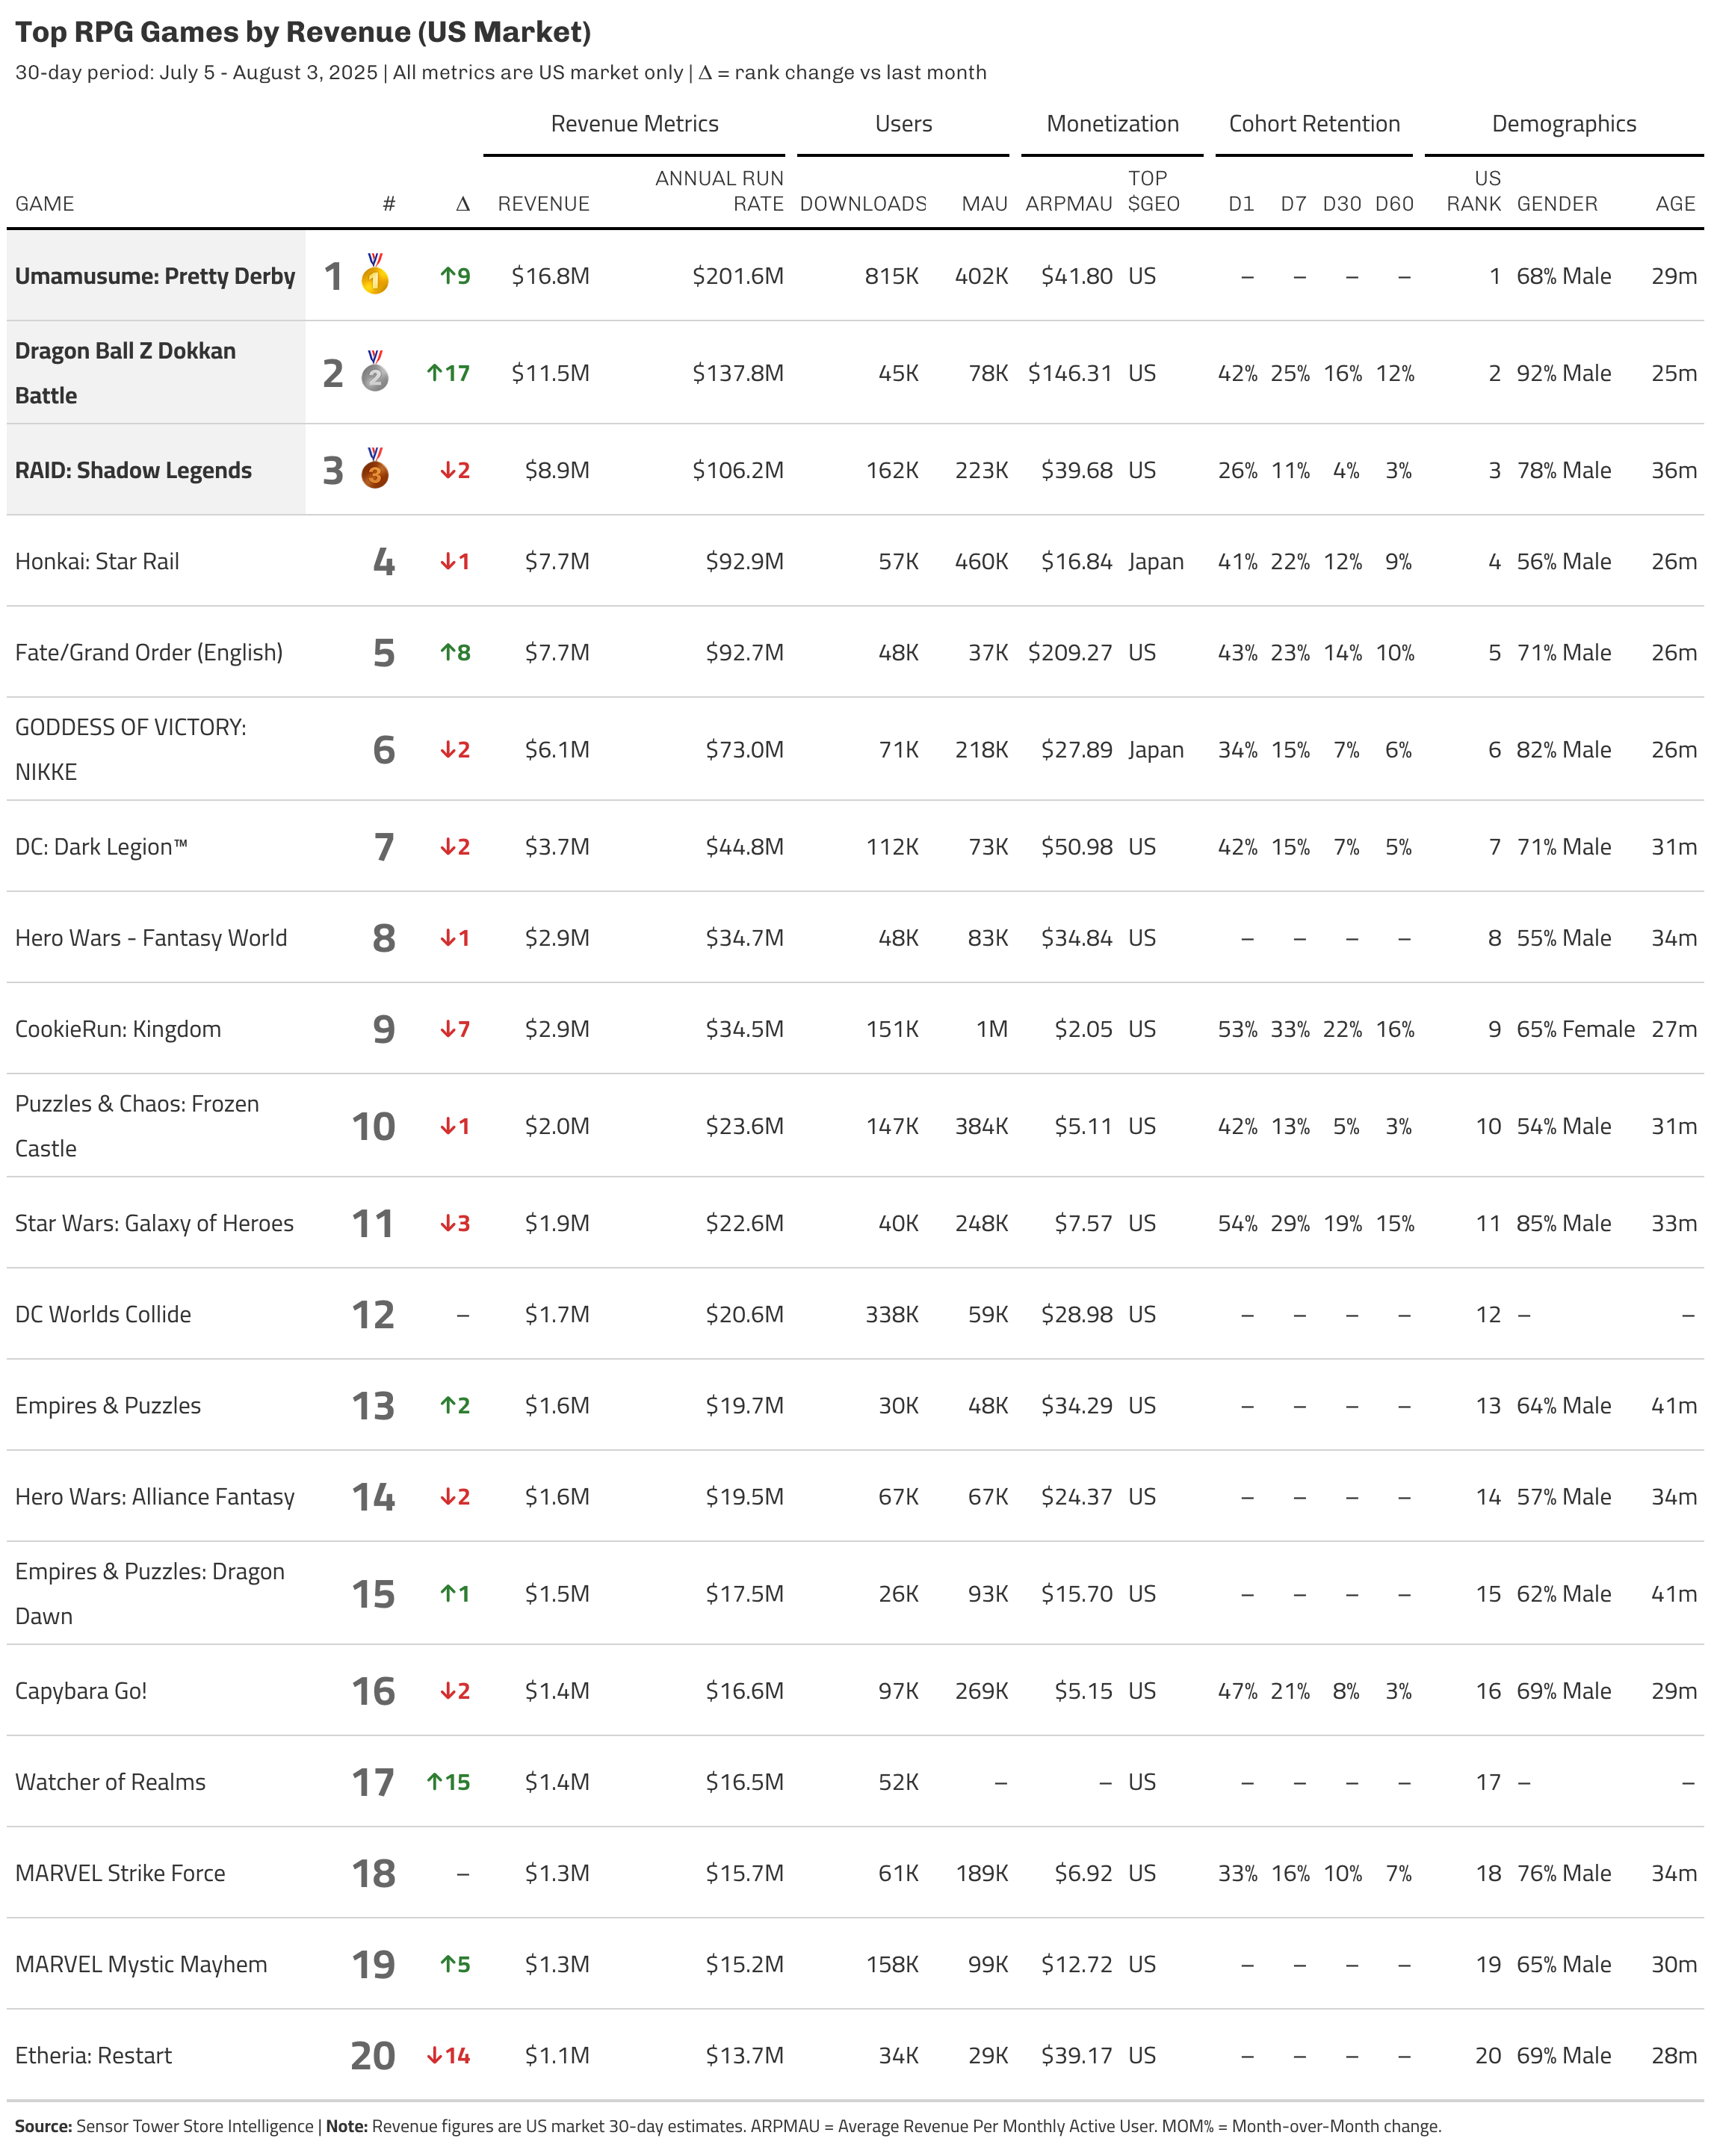 Top RPG Games by Revenue (US Market)
30-day period: July 5 - August 3, 2025 | All metrics are US market only | Δ = rank change vs last month
Revenue Metrics Users Monetization Cohort Retention Demographics
GAME # Δ REVENUE ANNUAL RUN RATE DOWNLOADS MAU ARPMAU TOP $GEO D1 D7 D30 D60 US RANK GENDER AGE
Umamusume: Pretty Derby 1 1 ↑9 $16.8M $201.6M 815K 402K $41.80 US – – – – 1 68% Male 29m
Dragon Ball Z Dokkan Battle 2 2 ↑17 $11.5M $137.8M 45K 78K $146.31 US 42% 25% 16% 12% 2 92% Male 25m
RAID: Shadow Legends 3 3 ↓2 $8.9M $106.2M 162K 223K $39.68 US 26% 11% 4% 3% 3 78% Male 36m
Honkai: Star Rail 4 ↓1 $7.7M $92.9M 57K 460K $16.84 Japan 41% 22% 12% 9% 4 56% Male 26m
Fate/Grand Order (English) 5 ↑8 $7.7M $92.7M 48K 37K $209.27 US 43% 23% 14% 10% 5 71% Male 26m
GODDESS OF VICTORY: NIKKE 6 ↓2 $6.1M $73.0M 71K 218K $27.89 Japan 34% 15% 7% 6% 6 82% Male 26m
DC: Dark Legion™ 7 ↓2 $3.7M $44.8M 112K 73K $50.98 US 42% 15% 7% 5% 7 71% Male 31m
Hero Wars - Fantasy World 8 ↓1 $2.9M $34.7M 48K 83K $34.84 US – – – – 8 55% Male 34m
CookieRun: Kingdom 9 ↓7 $2.9M $34.5M 151K 1M $2.05 US 53% 33% 22% 16% 9 65% Female 27m
Puzzles & Chaos: Frozen Castle 10 ↓1 $2.0M $23.6M 147K 384K $5.11 US 42% 13% 5% 3% 10 54% Male 31m
Star Wars: Galaxy of Heroes 11 ↓3 $1.9M $22.6M 40K 248K $7.57 US 54% 29% 19% 15% 11 85% Male 33m
DC Worlds Collide 12 – $1.7M $20.6M 338K 59K $28.98 US – – – – 12 – –
Empires & Puzzles 13 ↑2 $1.6M $19.7M 30K 48K $34.29 US – – – – 13 64% Male 41m
Hero Wars: Alliance Fantasy 14 ↓2 $1.6M $19.5M 67K 67K $24.37 US – – – – 14 57% Male 34m
Empires & Puzzles: Dragon Dawn 15 ↑1 $1.5M $17.5M 26K 93K $15.70 US – – – – 15 62% Male 41m
Capybara Go! 16 ↓2 $1.4M $16.6M 97K 269K $5.15 US 47% 21% 8% 3% 16 69% Male 29m
Watcher of Realms 17 ↑15 $1.4M $16.5M 52K – – US – – – – 17 – –
MARVEL Strike Force 18 – $1.3M $15.7M 61K 189K $6.92 US 33% 16% 10% 7% 18 76% Male 34m
MARVEL Mystic Mayhem 19 ↑5 $1.3M $15.2M 158K 99K $12.72 US – – – – 19 65% Male 30m
Etheria: Restart 20 ↓14 $1.1M $13.7M 34K 29K $39.17 US – – – – 20 69% Male 28m
Source: Sensor Tower Store Intelligence | Note: Revenue figures are US market 30-day estimates. ARPMAU = Average Revenue Per Monthly Active User. MOM% = Month-over-Month change.